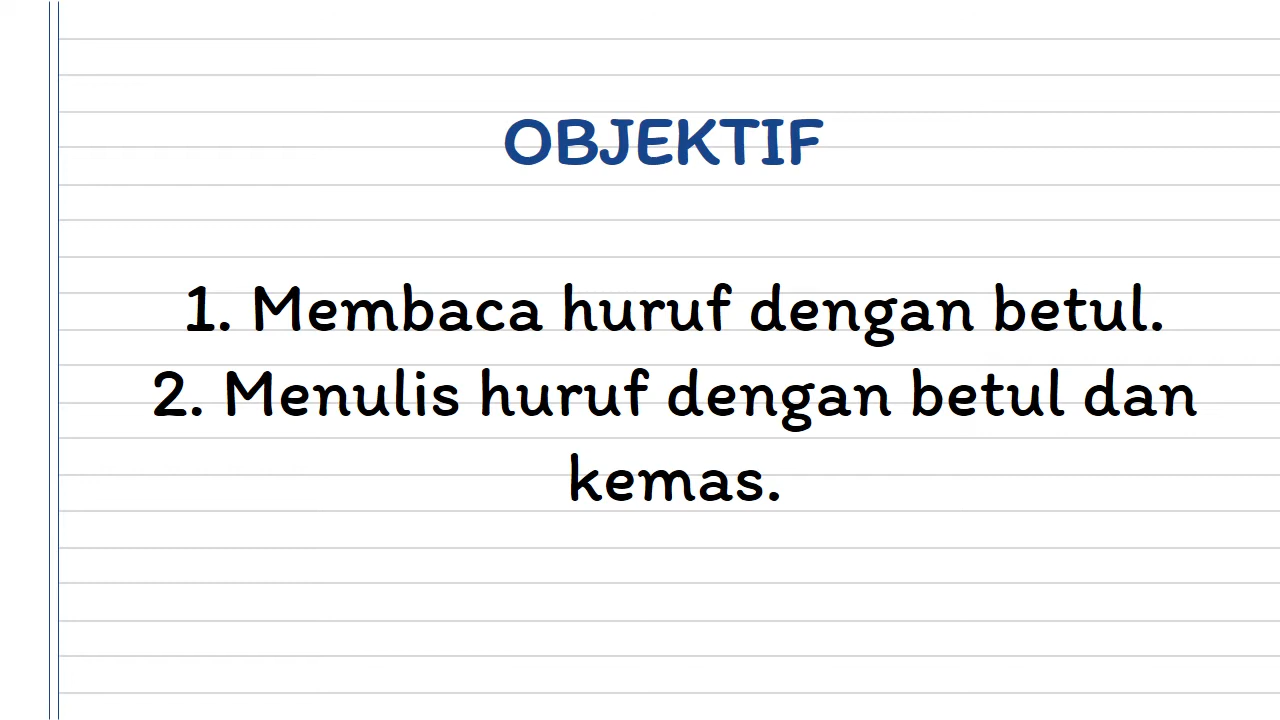 OBJEKTIF
1. Membaca huruf dengan betul.
2. Menulis huruf dengan betul dan
kemas.